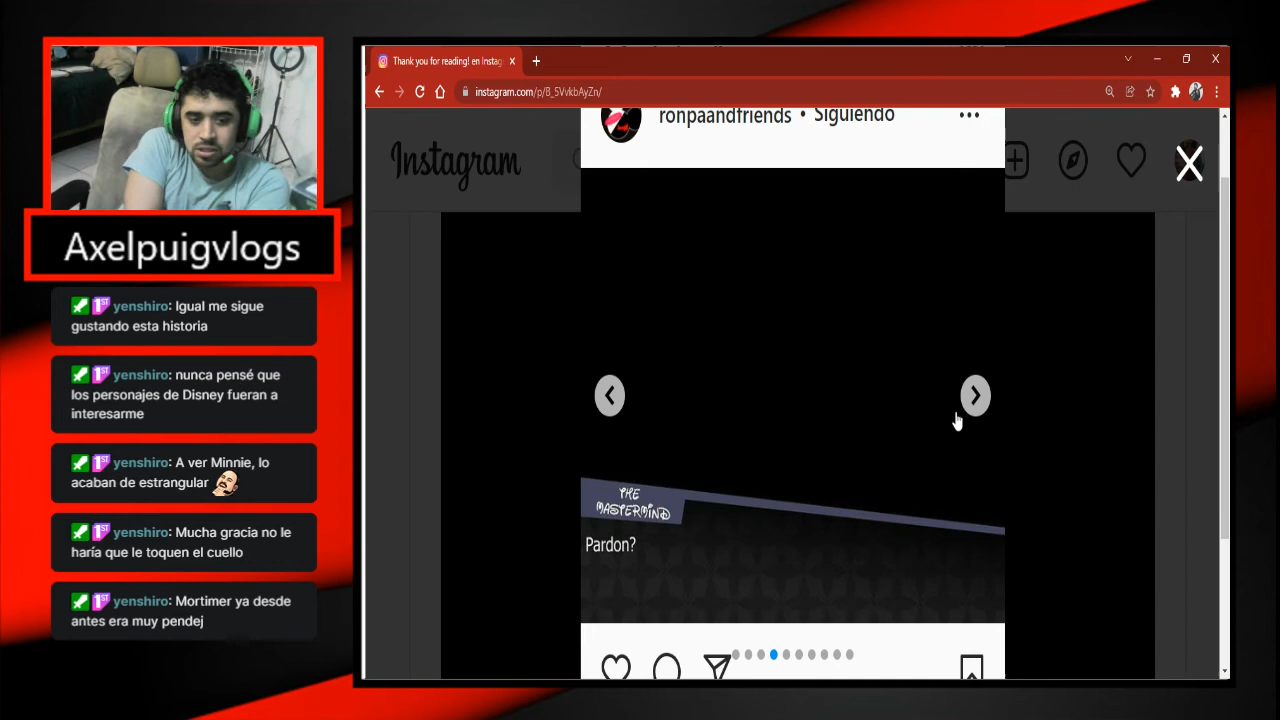 Thank you for reading! en Instag
instagram.com/p/B_5VvkbAyZn/
Instagram
ronpaandfriends • Siguiendo
Axelpuigvlogs
yenshiro: Igual me sigue
gustando esta historia
yenshiro: nunca pensé que
los personajes de Disney fueran a
interesarme
yenshiro: A ver Minnie, lo
acaban de estrangular
yenshiro: Mucha gracia no le
haría que le toquen el cuello
yenshiro: Mortimer ya desde
antes era muy pendej
THE
MASTERMIND
Pardon?